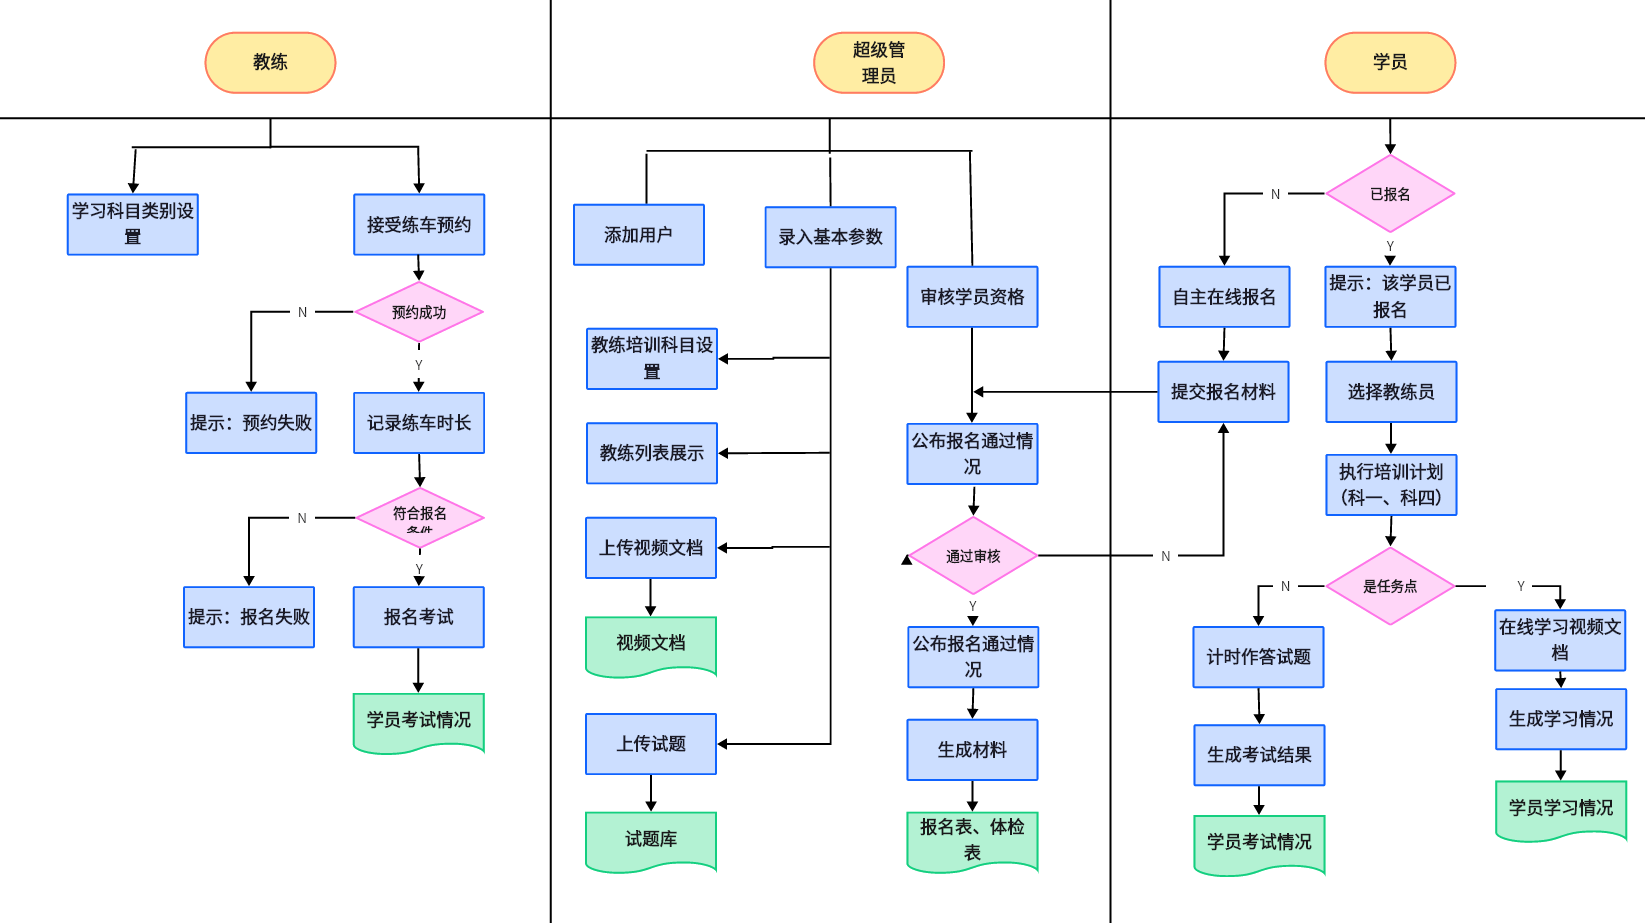 教练
超级管
理员
学员
学习科目类别设
置
接受练车预约
预约成功
N
Y
提示：预约失败
记录练车时长
符合报名
条件
N
Y
提示：报名失败
报名考试
学员考试情况
添加用户
录入基本参数
审核学员资格
教练培训科目设
置
教练列表展示
上传视频文档
视频文档
上传试题
试题库
公布报名通过情
况
通过审核
N
Y
公布报名通过情
况
生成材料
报名表、体检
表
已报名
N
Y
自主在线报名
提示：该学员已
报名
提交报名材料
选择教练员
执行培训计划
（科一、科四）
是任务点
N
Y
计时作答试题
在线学习视频文
档
生成考试结果
生成学习情况
学员考试情况
学员学习情况